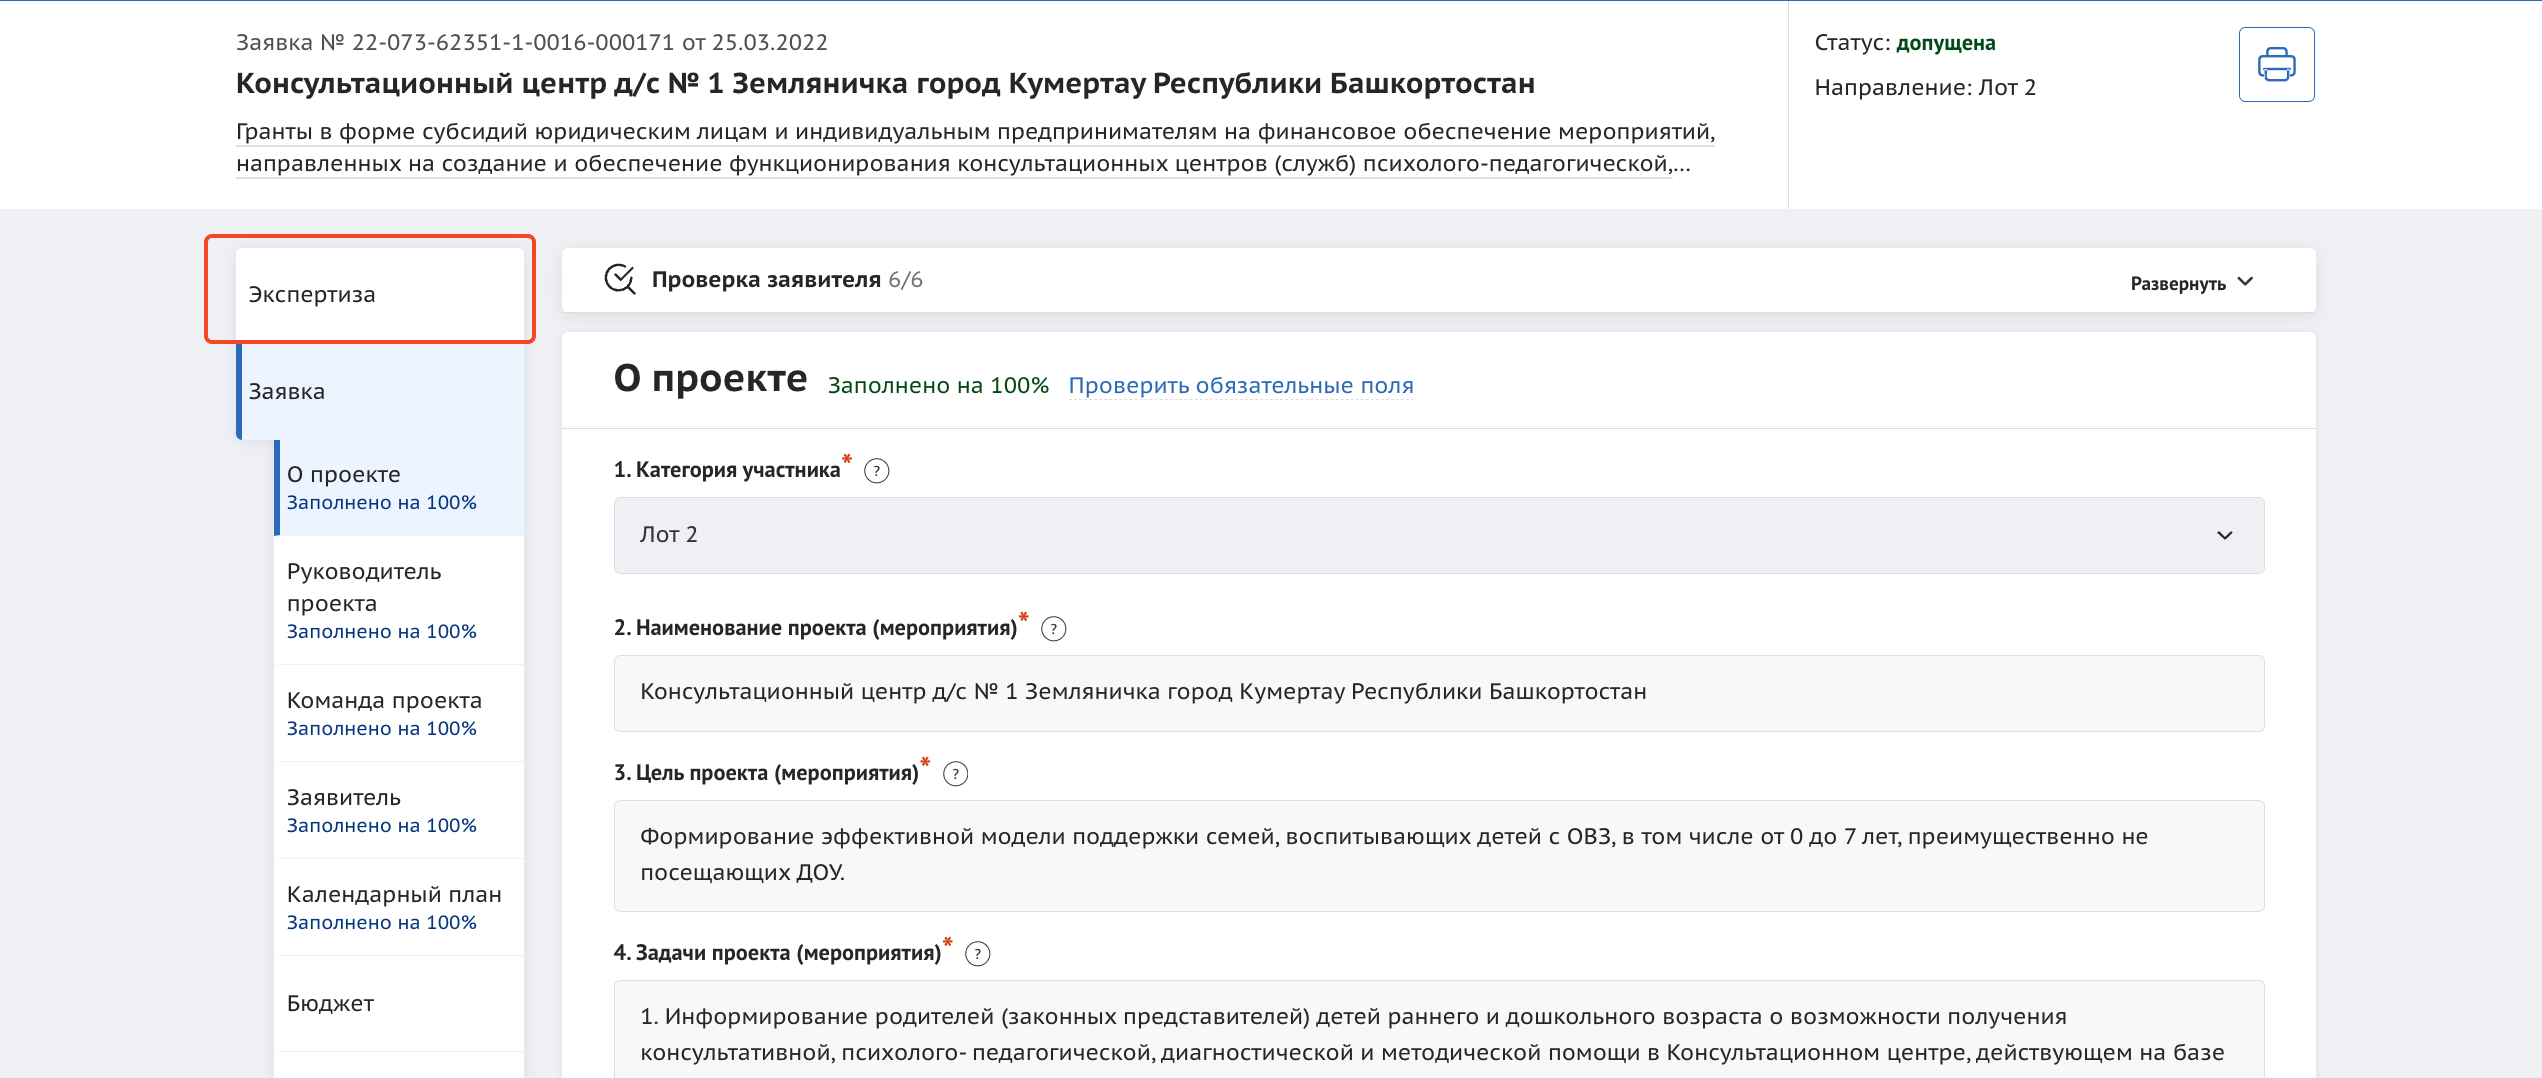 Заявка № 22-073-62351-1-0016-000171 от 25.03.2022
Консультационный центр д/с № 1 Земляничка город Кумертау Республики Башкортостан
Гранты в форме субсидий юридическим лицам и индивидуальным предпринимателям на финансовое обеспечение мероприятий,
направленных на создание и обеспечение функционирования консультационных центров (служб) психолого-педагогической,...
Статус: допущена
Направление: Лот 2
Экспертиза
Заявка
О проекте
Заполнено на 100%
Руководитель
проекта
Заполнено на 100%
Команда проекта
Заполнено на 100%
Заявитель
Заполнено на 100%
Календарный план
Заполнено на 100%
Бюджет
Проверка заявителя 6/6
Развернуть
О проекте Заполнено на 100% Проверить обязательные поля
1. Категория участника* ?
Лот 2
2. Наименование проекта (мероприятия)* ?
Консультационный центр д/с № 1 Земляничка город Кумертау Республики Башкортостан
3. Цель проекта (мероприятия)* ?
Формирование эффективной модели поддержки семей, воспитывающих детей с ОВЗ, в том числе от 0 до 7 лет, преимущественно не
посещающих ДОУ.
4. Задачи проекта (мероприятия)* ?
1. Информирование родителей (законных представителей) детей раннего и дошкольного возраста о возможности получения
консультативной, психолого- педагогической, диагностической и методической помощи в Консультационном центре, действующем на базе